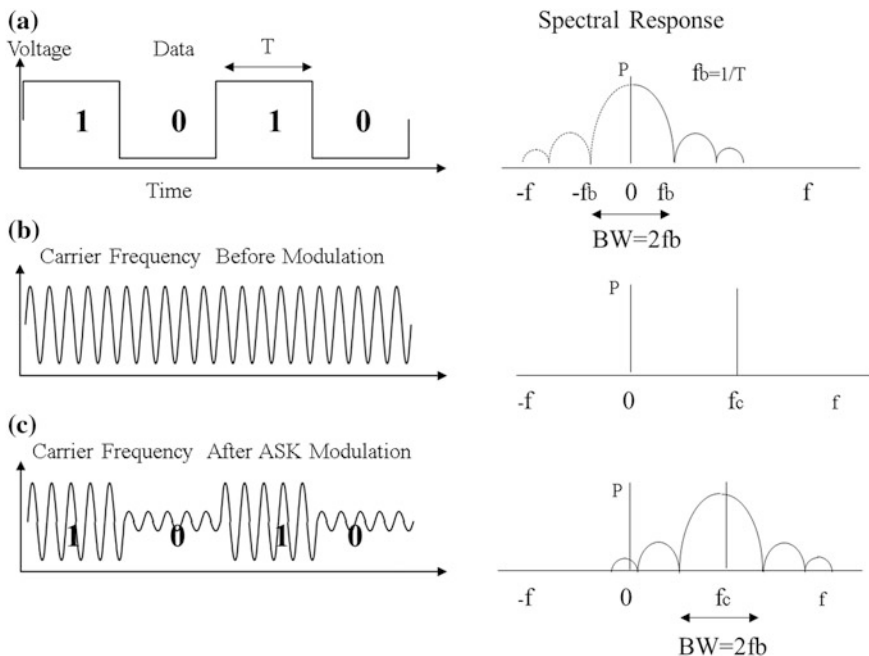 (a)
Voltage Data T
1 0 1 0
Time
Spectral Response
P fb=1/T
-f -fb 0 fb f
BW=2fb
(b)
Carrier Frequency Before Modulation
P
-f 0 fc f
(c)
Carrier Frequency After ASK Modulation
1 0 1 0
P
-f 0 fc f
BW=2fb